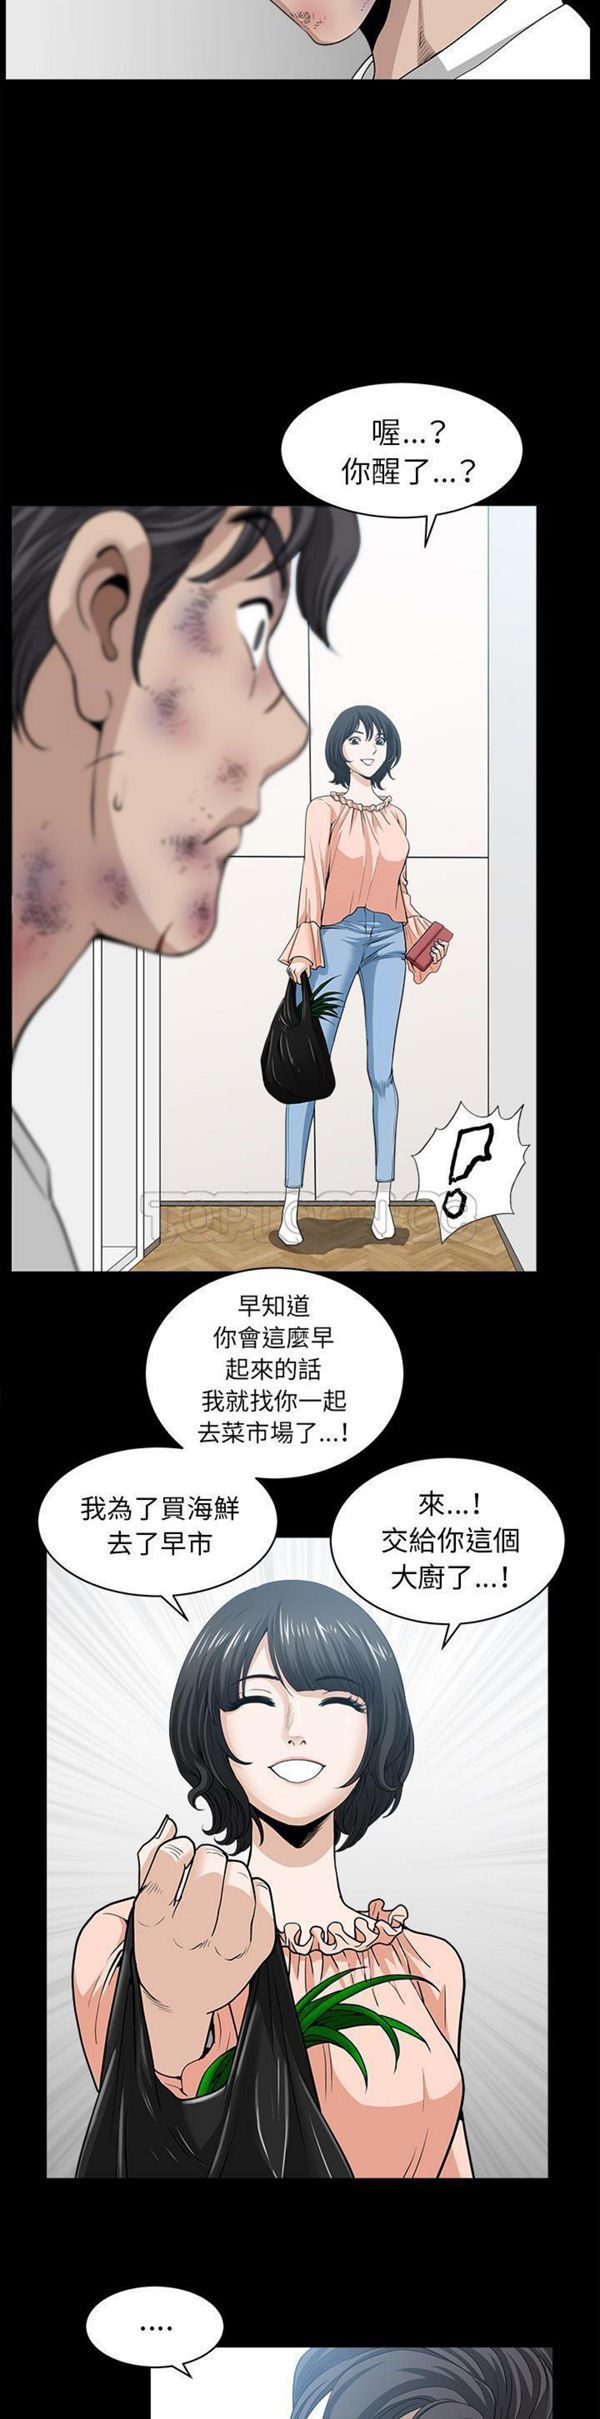 喔...？
你醒了...？
TOPTOON.CC
早知道
你會這麼早
起來的話
我就找你一起
去菜市場了...！
我為了買海鮮
去了早市
來...！
交給你這個
大廚了...！
....